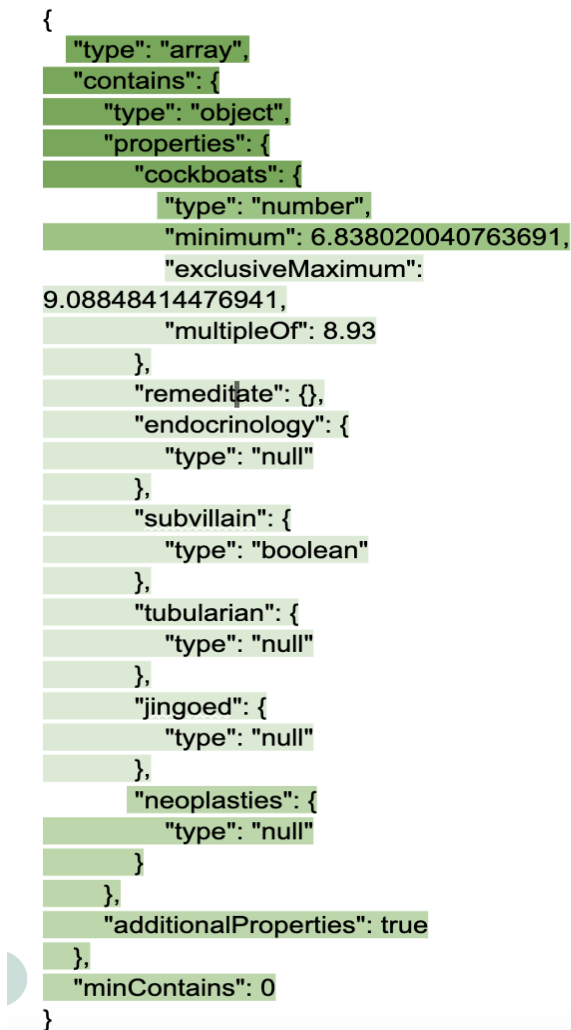 {
"type": "array",
"contains": {
"type": "object",
"properties": {
"cockboats": {
"type": "number",
"minimum": 6.838020040763691,
"exclusiveMaximum":
9.08848414476941,
"multipleOf": 8.93
},
"remeditate": {},
"endocrinology": {
"type": "null"
},
"subvillain": {
"type": "boolean"
},
"tubularian": {
"type": "null"
},
"jingoed": {
"type": "null"
},
"neoplasties": {
"type": "null"
}
},
"additionalProperties": true
},
"minContains": 0
}